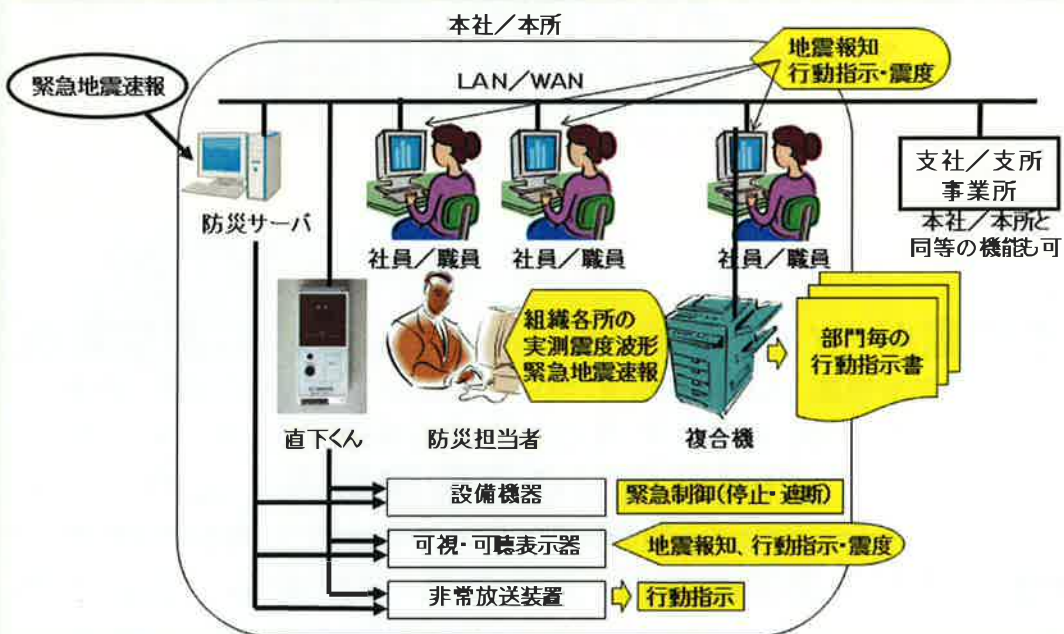 本社／本所
緊急地震速報
LAN／WAN
地震報知
行動指示・震度
支社／支所
事業所
本社／本所と
同等の機能も可
防災サーバ
社員／職員
社員／職員
社員／職員
組織各所の
実測震度波形
緊急地震速報
部門毎の
行動指示書
直下くん
防災担当者
複合機
設備機器
緊急制御(停止・遮断)
可視・可聴表示器
地震報知、行動指示・震度
非常放送装置
行動指示